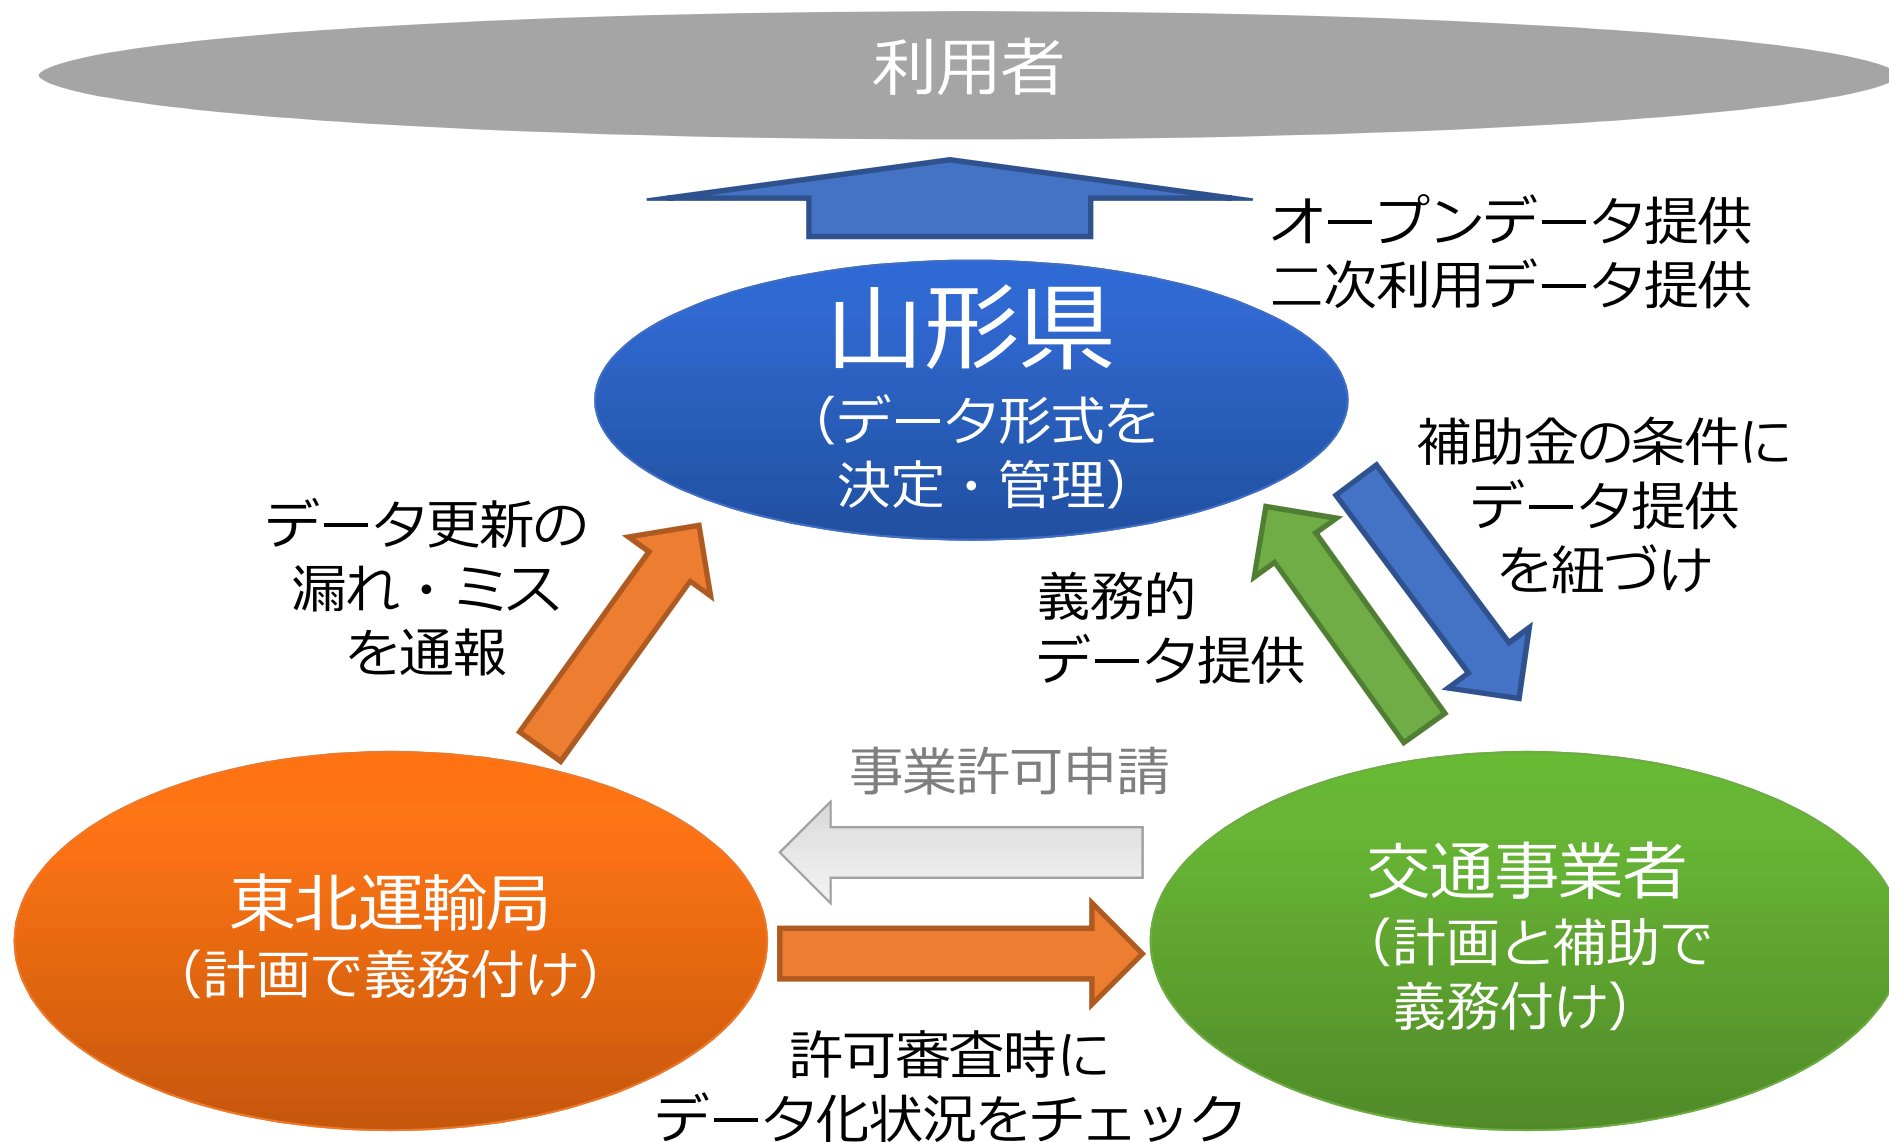 利用者
オープンデータ提供
二次利用データ提供
山形県
（データ形式を
決定・管理）
補助金の条件に
データ提供
を紐づけ
データ更新の
漏れ・ミス
を通報
義務的
データ提供
事業許可申請
東北運輸局
（計画で義務付け）
交通事業者
（計画と補助で
義務付け）
許可審査時に
データ化状況をチェック